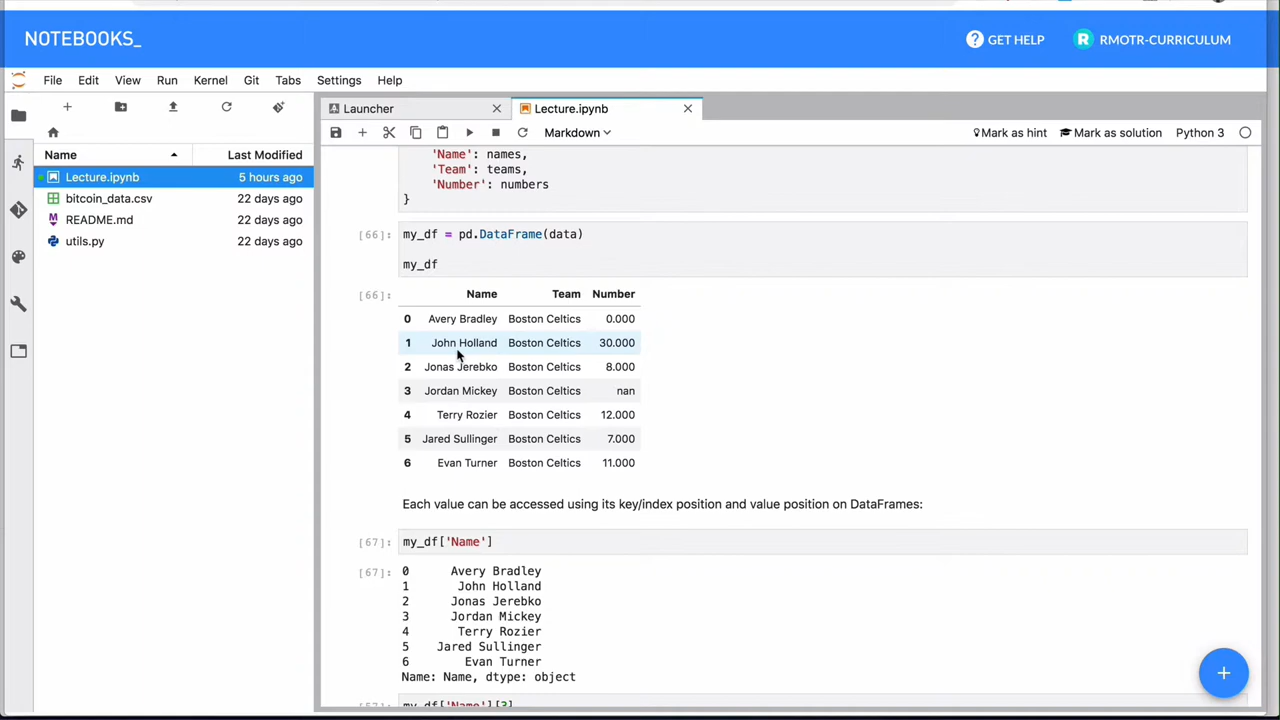 NOTEBOOKS_
GET HELP
R RMOTR-CURRICULUM
File Edit View Run Kernel Git Tabs Settings Help
Name Last Modified
Lecture.ipynb 5 hours ago
bitcoin_data.csv 22 days ago
README.md 22 days ago
utils.py 22 days ago
Launcher
Lecture.ipynb
Markdown
Mark as hint
Mark as solution
Python 3
'Name': names,
'Team': teams,
'Number': numbers
}
[66]: my_df = pd.DataFrame(data)
my_df
[66]: Name Team Number
0 Avery Bradley Boston Celtics 0.000
1 John Holland Boston Celtics 30.000
2 Jonas Jerebko Boston Celtics 8.000
3 Jordan Mickey Boston Celtics nan
4 Terry Rozier Boston Celtics 12.000
5 Jared Sullinger Boston Celtics 7.000
6 Evan Turner Boston Celtics 11.000
Each value can be accessed using its key/index position and value position on DataFrames:
[67]: my_df['Name']
[67]: 0 Avery Bradley
1 John Holland
2 Jonas Jerebko
3 Jordan Mickey
4 Terry Rozier
5 Jared Sullinger
6 Evan Turner
Name: Name, dtype: object
my_df['Name'][3]